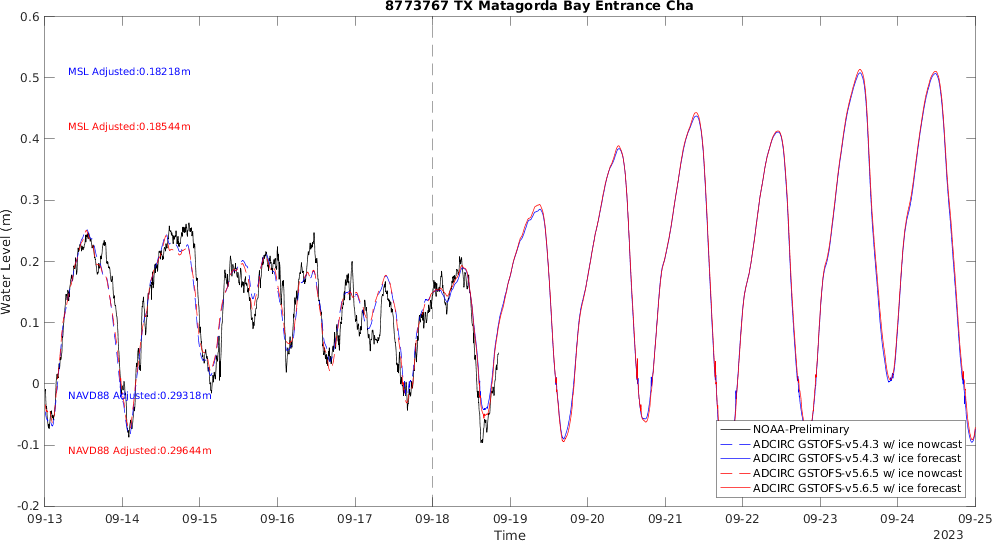 8773767 TX Matagorda Bay Entrance Cha
0.6
0.5
0.4
0.3
0.2
0.1
0
-0.1
-0.2
Water Level (m)
MSL Adjusted:0.18218m
MSL Adjusted:0.18544m
NAVD88 Adjusted:0.29318m
NAVD88 Adjusted:0.29644m
NOAA-Preliminary
ADCIRC GSTOFS-v5.4.3 w/ ice nowcast
ADCIRC GSTOFS-v5.4.3 w/ ice forecast
ADCIRC GSTOFS-v5.6.5 w/ ice nowcast
ADCIRC GSTOFS-v5.6.5 w/ ice forecast
09-13 09-14 09-15 09-16 09-17 09-18 09-19 09-20 09-21 09-22 09-23 09-24 09-25
Time
2023